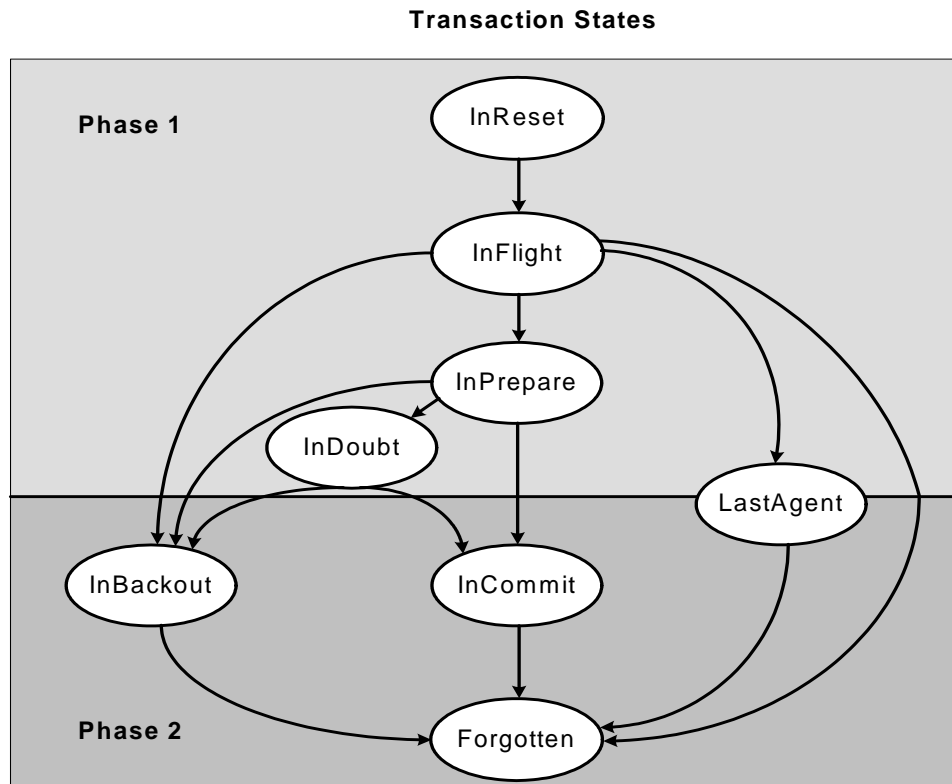 Transaction States
Phase 1
InReset
InFlight
InPrepare
InDoubt
LastAgent
InBackout
InCommit
Phase 2
Forgotten